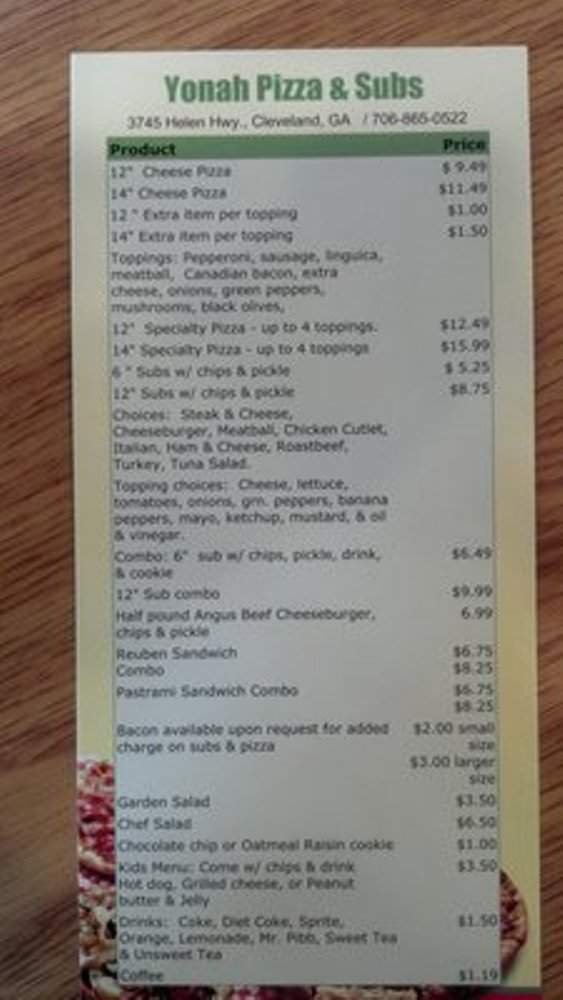 Yonah Pizza & Subs
3745 Helen Hwy., Cleveland, GA / 706-865-0522
Product Price
12" Cheese Pizza $ 9.49
14" Cheese Pizza $11.49
12 " Extra item per topping $1.00
14" Extra item per topping $1.50
Toppings: Pepperoni, sausage, linguica,
meatball, Canadian bacon, extra
cheese, onions, green peppers,
mushrooms, black olives,
12" Specialty Pizza - up to 4 toppings. $12.49
14" Specialty Pizza - up to 4 toppings $15.99
6 " Subs w/ chips & pickle $ 5.25
12" Subs w/ chips & pickle $8.75
Choices: Steak & Cheese,
Cheeseburger, Meatball, Chicken Cutlet,
Italian, Ham & Cheese, Roastbeef,
Turkey, Tuna Salad.
Topping choices: Cheese, lettuce,
tomatoes, onions, grn. peppers, banana
peppers, mayo, ketchup, mustard, & oil
& vinegar.
Combo: 6" sub w/ chips, pickle, drink, $6.49
& cookie
12" Sub combo $9.99
Half pound Angus Beef Cheeseburger, 6.99
chips & pickle
Reuben Sandwich $6.75
Combo $8.25
Pastrami Sandwich Combo $6.75
$8.25
Bacon available upon request for added $2.00 small
charge on subs & pizza size
$3.00 larger
size
Garden Salad $3.50
Chef Salad $6.50
Chocolate chip or Oatmeal Raisin cookie $1.00
Kids Menu: Come w/ chips & drink $3.50
Hot dog, Grilled cheese, or Peanut
butter & Jelly
Drinks: Coke, Diet Coke, Sprite, $1.50
Orange, Lemonade, Mr. Pibb, Sweet Tea
& Unsweet Tea
Coffee $1.19